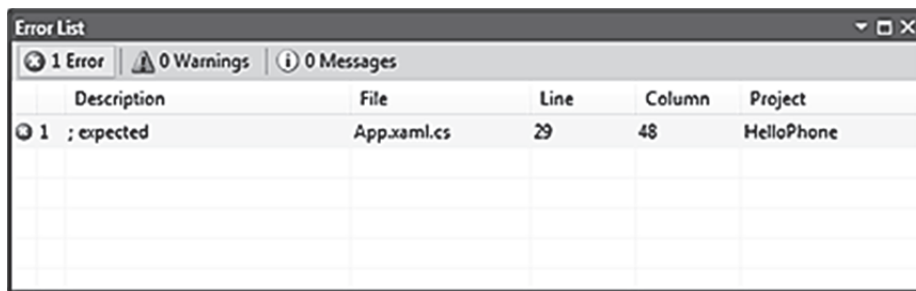 Error List
1 Error 0 Warnings 0 Messages
Description File Line Column Project
1 ; expected App.xaml.cs 29 48 HelloPhone